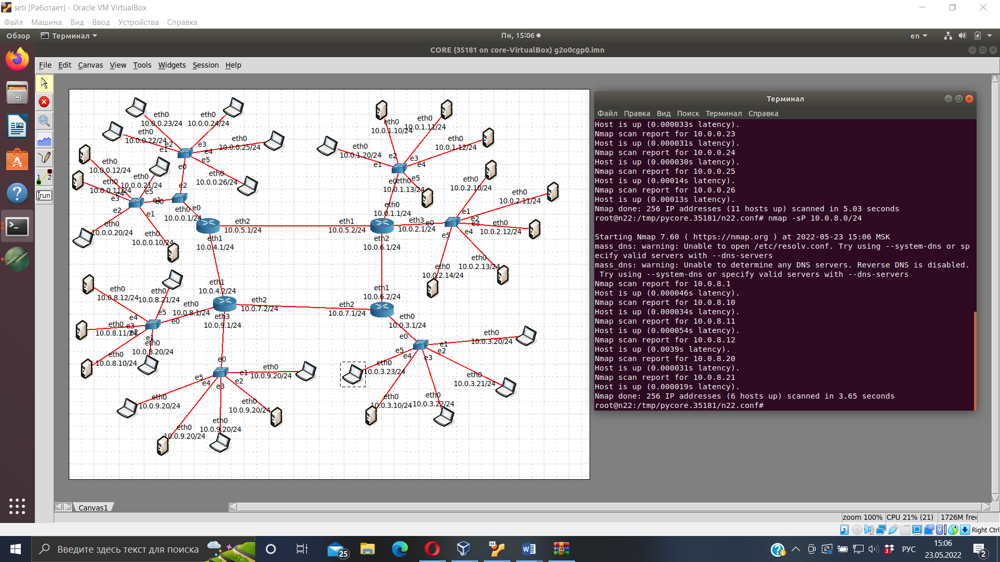 seti [Работает] - Oracle VM VirtualBox
Файл Машина Вид Ввод Устройства Справка
Обзор Терминал Пн, 15:06 en
CORE (35181 on core-VirtualBox) g2o0cgp0.imn
File Edit Canvas View Tools Widgets Session Help
eth0
10.0.0.23/24
eth0
10.0.0.24/24
eth0
10.0.0.22/24
eth0
10.0.0.25/24
e2
e1
e3
e4
e5
e0
eth0
10.0.0.12/24
eth0
10.0.0.11/24
eth0
10.0.0.21/24
eth0
10.0.0.26/24
e2
e5
e4
e3
e2
e1
e1
e0
e0
eth0
10.0.0.1/24
eth0
10.0.0.20/24
eth0
10.0.0.10/24
eth2
10.0.5.1/24
eth1
10.0.4.1/24
eth0
10.0.1.10/24
eth0
10.0.1.11/24
eth0
10.0.1.12/24
eth0
10.0.1.20/24
e2
e1
e3
e4
e5
e0
eth0
10.0.1.13/24
eth0
10.0.1.1/24
eth1
10.0.5.2/24
eth3
10.0.2.1/24
eth2
10.0.6.1/24
eth0
10.0.2.10/24
eth0
10.0.2.11/24
e1
e2
e3
e0
e4
e5
eth0
10.0.2.12/24
eth0
10.0.2.13/24
eth0
10.0.2.14/24
eth1
10.0.4.2/24
eth1
10.0.6.2/24
eth0
10.0.8.12/24
eth0
10.0.8.21/24
eth0
10.0.8.1/24
eth2
10.0.7.2/24
eth2
10.0.7.1/24
eth3
10.0.9.1/24
e5
e4
e3
e2
e1
e0
eth0
10.0.8.11/24
eth0
10.0.8.20/24
eth0
10.0.8.10/24
eth0
10.0.3.1/24
e0
e1
e2
e3
e4
e5
eth0
10.0.3.20/24
eth0
10.0.3.23/24
eth0
10.0.3.21/24
eth0
10.0.3.10/24
eth0
10.0.3.22/24
e0
e1
e2
e3
e4
e5
eth0
10.0.9.20/24
eth0
10.0.9.20/24
eth0
10.0.9.20/24
eth0
10.0.9.20/24
eth0
10.0.9.20/24
1 2
run
Терминал
Файл Правка Вид Поиск Терминал Справка
Host is up (0.000033s latency).
Nmap scan report for 10.0.0.23
Host is up (0.000031s latency).
Nmap scan report for 10.0.0.24
Host is up (0.000030s latency).
Nmap scan report for 10.0.0.25
Host is up (0.00014s latency).
Nmap scan report for 10.0.0.26
Host is up (0.00013s latency).
Nmap done: 256 IP addresses (11 hosts up) scanned in 5.03 seconds
root@n22:/tmp/pycore.35181/n22.conf# nmap -sP 10.0.8.0/24
Starting Nmap 7.60 ( https://nmap.org ) at 2022-05-23 15:06 MSK
mass_dns: warning: Unable to open /etc/resolv.conf. Try using --system-dns or sp
ecify valid servers with --dns-servers
mass_dns: warning: Unable to determine any DNS servers. Reverse DNS is disabled.
Try using --system-dns or specify valid servers with --dns-servers
Nmap scan report for 10.0.8.1
Host is up (0.000046s latency).
Nmap scan report for 10.0.8.10
Host is up (0.000034s latency).
Nmap scan report for 10.0.8.11
Host is up (0.000054s latency).
Nmap scan report for 10.0.8.12
Host is up (0.0039s latency).
Nmap scan report for 10.0.8.20
Host is up (0.000031s latency).
Nmap scan report for 10.0.8.21
Host is up (0.000019s latency).
Nmap done: 256 IP addresses (6 hosts up) scanned in 3.65 seconds
root@n22:/tmp/pycore.35181/n22.conf#
Canvas1
zoom 100% CPU 21% (21) 1726M free
Right Ctrl
Введите здесь текст для поиска
25
64
3
РУС
15:06
23.05.2022
2